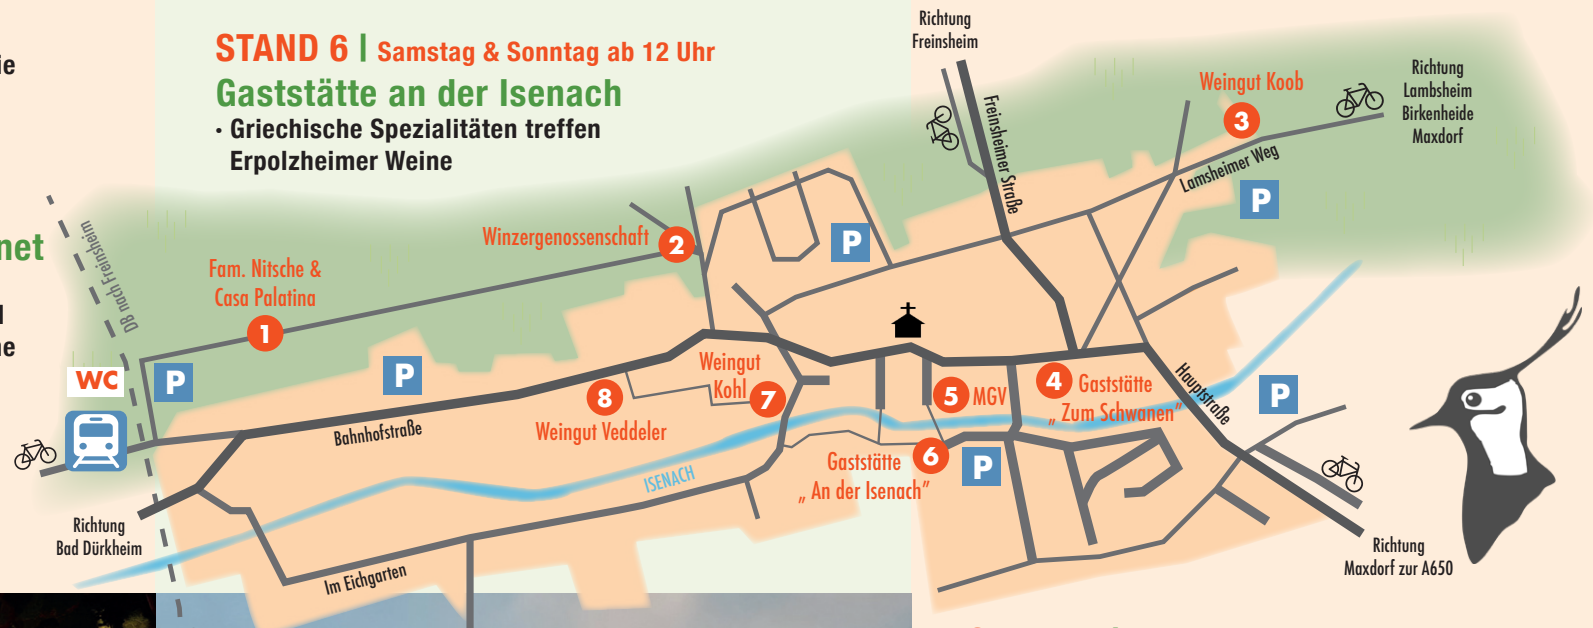 ie
net
l
ne
STAND 6 | Samstag & Sonntag ab 12 Uhr
Gaststätte an der Isenach
· Griechische Spezialitäten treffen
Erpolzheimer Weine
Richtung
Freinsheim
Freinsheimer Straße
Weingut Koob
3
Richtung
Lambsheim
Birkenheide
Maxdorf
Lamsheimer Weg
P
P
Winzergenossenschaft
2
DB nach Freinsheim
Fam. Nitsche &
Casa Palatina
1
WC
P
P
Weingut
Kohl
7
8
Weingut Veddeler
Bahnhofstraße
5
MGV
4
Gaststätte
„ Zum Schwanen”
Hauptstraße
P
ISENACH
Gaststätte
„ An der Isenach”
6
P
Richtung
Bad Dürkheim
Im Eichgarten
Richtung
Maxdorf zur A650